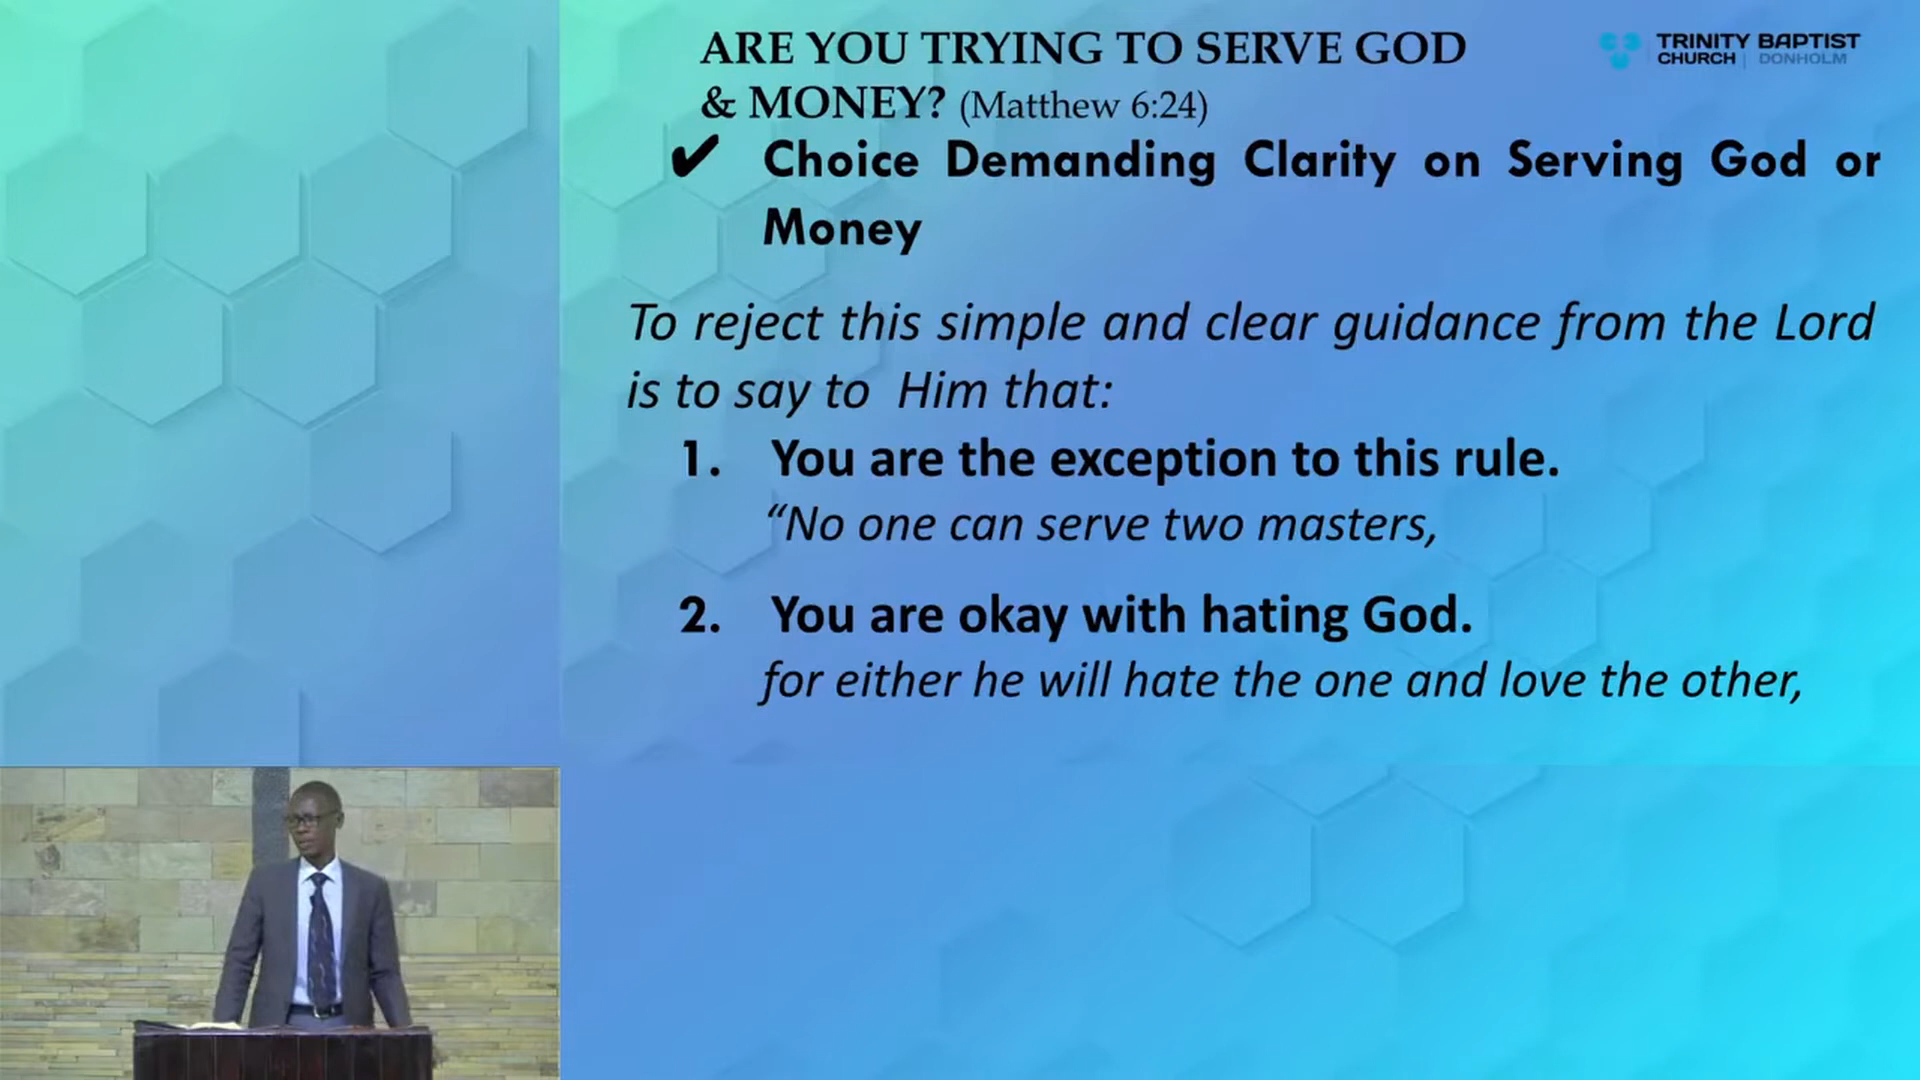 ARE YOU TRYING TO SERVE GOD
& MONEY? (Matthew 6:24)
TRINITY BAPTIST
CHURCH | DONHOLM
✔ Choice Demanding Clarity on Serving God or
Money
To reject this simple and clear guidance from the Lord
is to say to Him that:
1. You are the exception to this rule.
“No one can serve two masters,
2. You are okay with hating God.
for either he will hate the one and love the other,